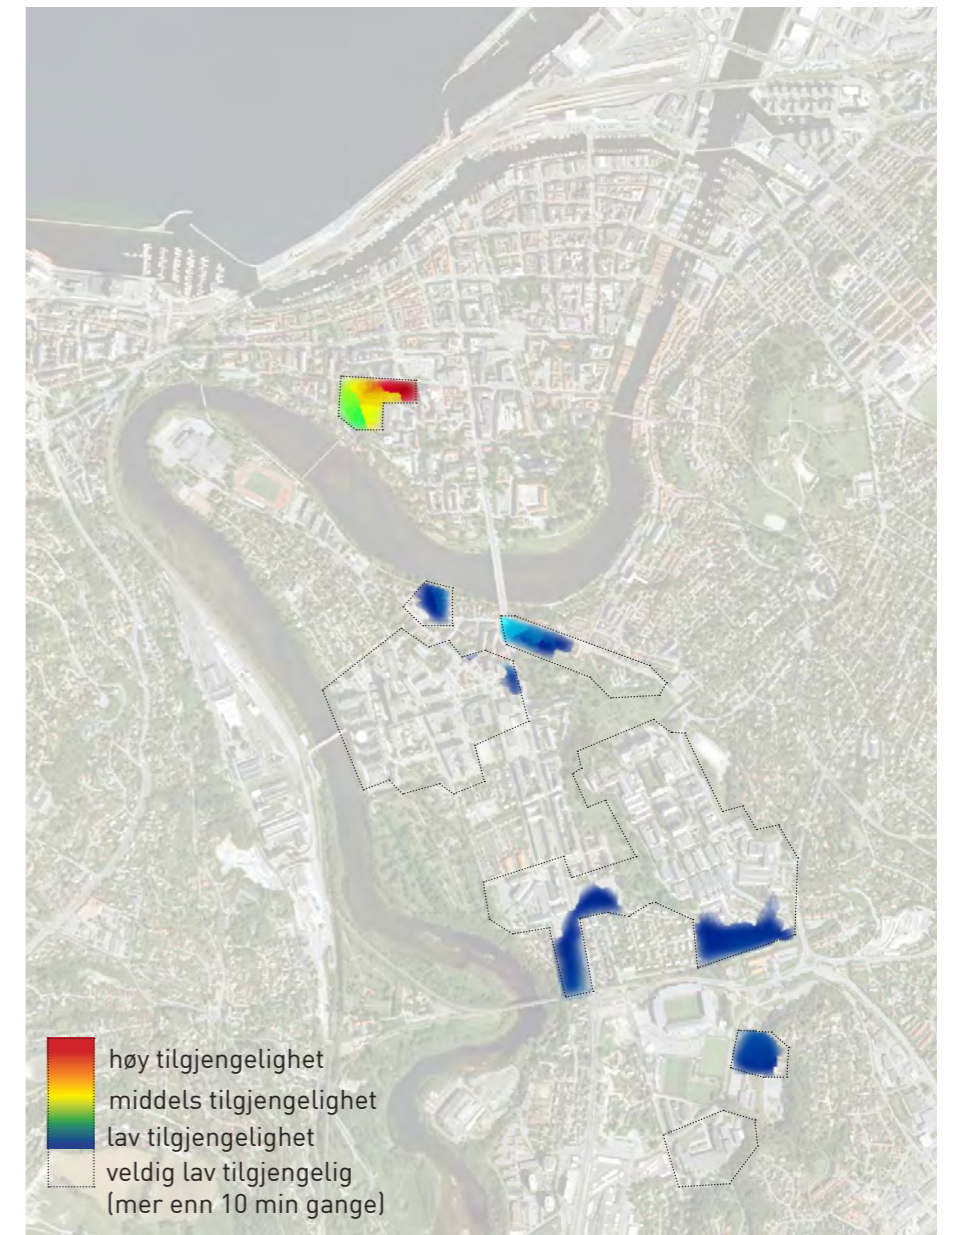 høy tilgjengelighet
middels tilgjengelighet
lav tilgjengelighet
veldig lav tilgjengelig
(mer enn 10 min gange)